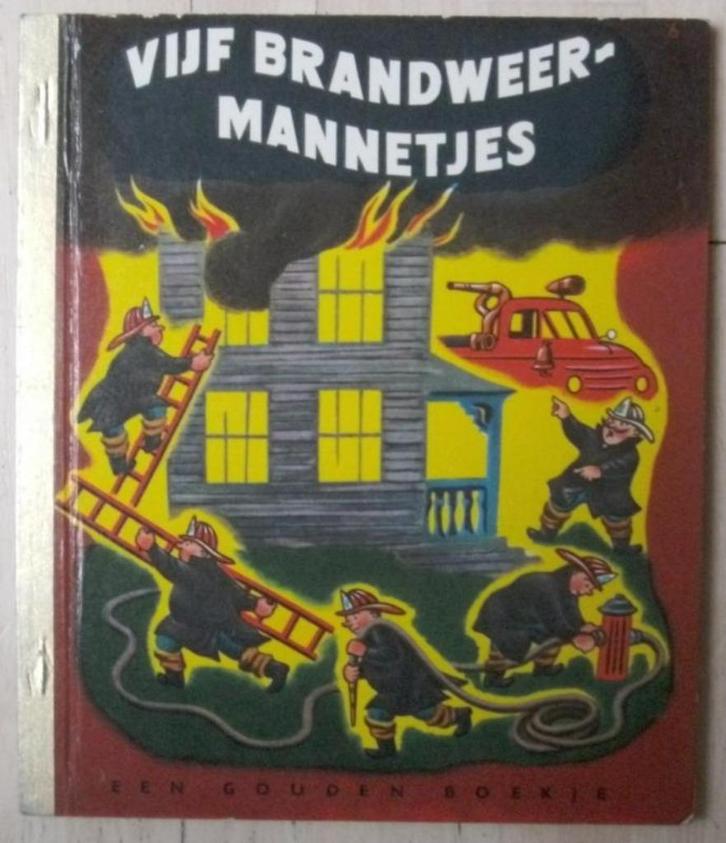 VIJF BRANDWEER-
MANNETJES
EEN GOUDEN BOEKJE